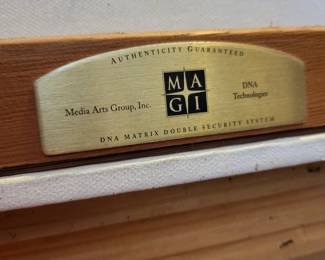 AUTHENTICITY GUARANTEED
MA
GI
Media Arts Group, Inc.
DNA
Technologies
DNA MATRIX DOUBLE SECURITY SYSTEM